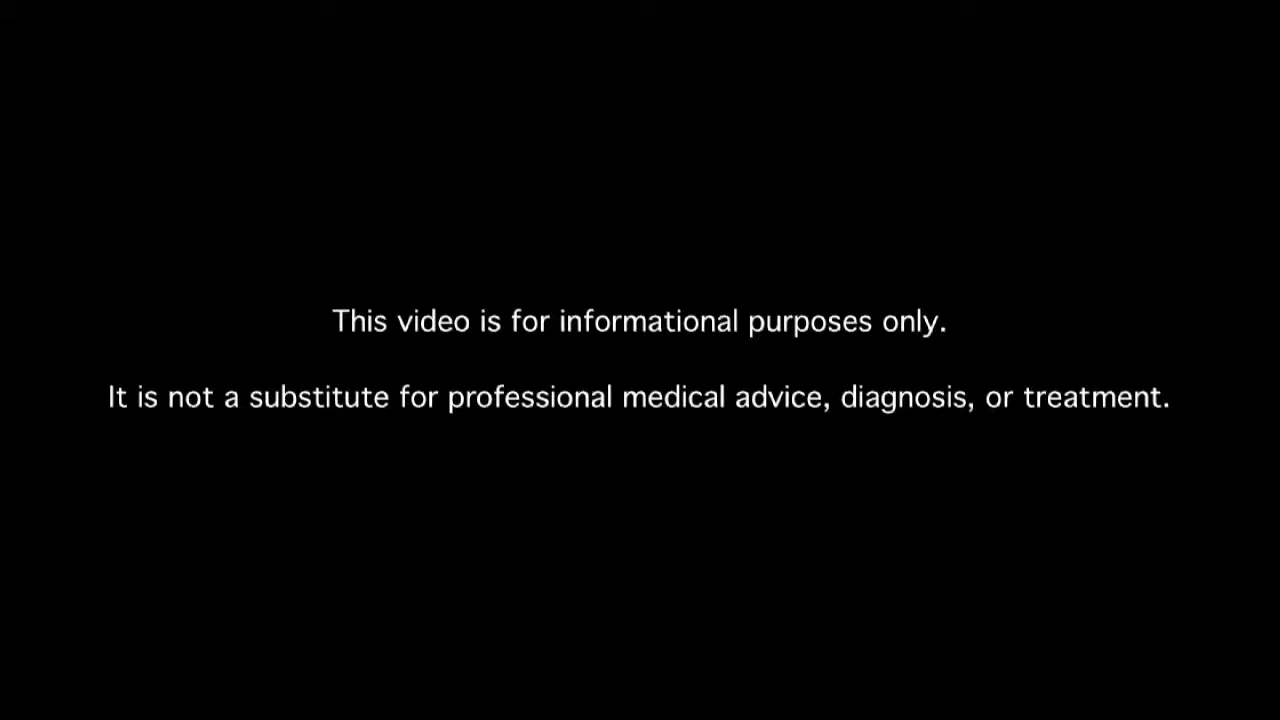 This video is for informational purposes only.
It is not a substitute for professional medical advice, diagnosis, or treatment.